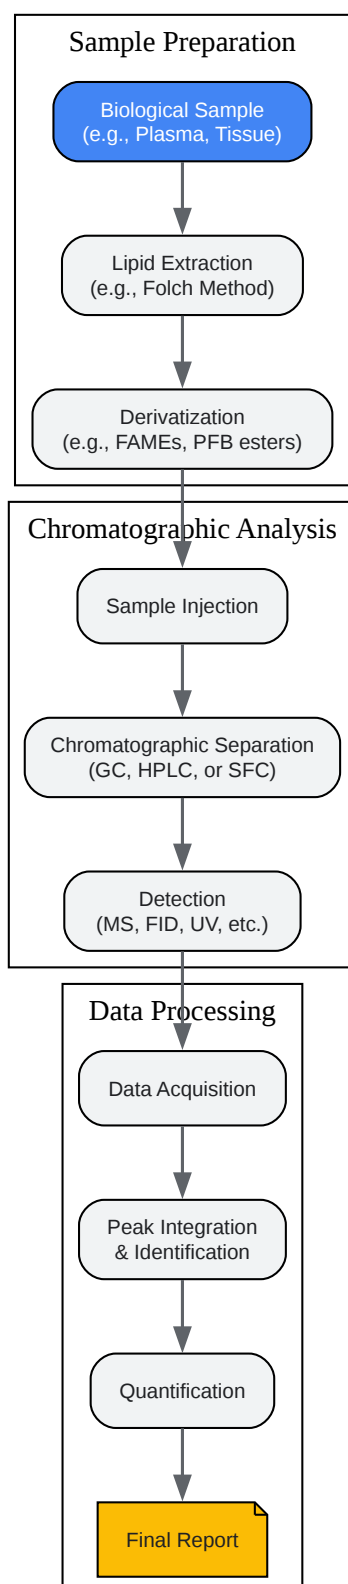 Sample Preparation
Biological Sample
(e.g., Plasma, Tissue)
Lipid Extraction
(e.g., Folch Method)
Derivatization
(e.g., FAMEs, PFB esters)
Chromatographic Analysis
Sample Injection
Chromatographic Separation
(GC, HPLC, or SFC)
Detection
(MS, FID, UV, etc.)
Data Processing
Data Acquisition
Peak Integration
& Identification
Quantification
Final Report